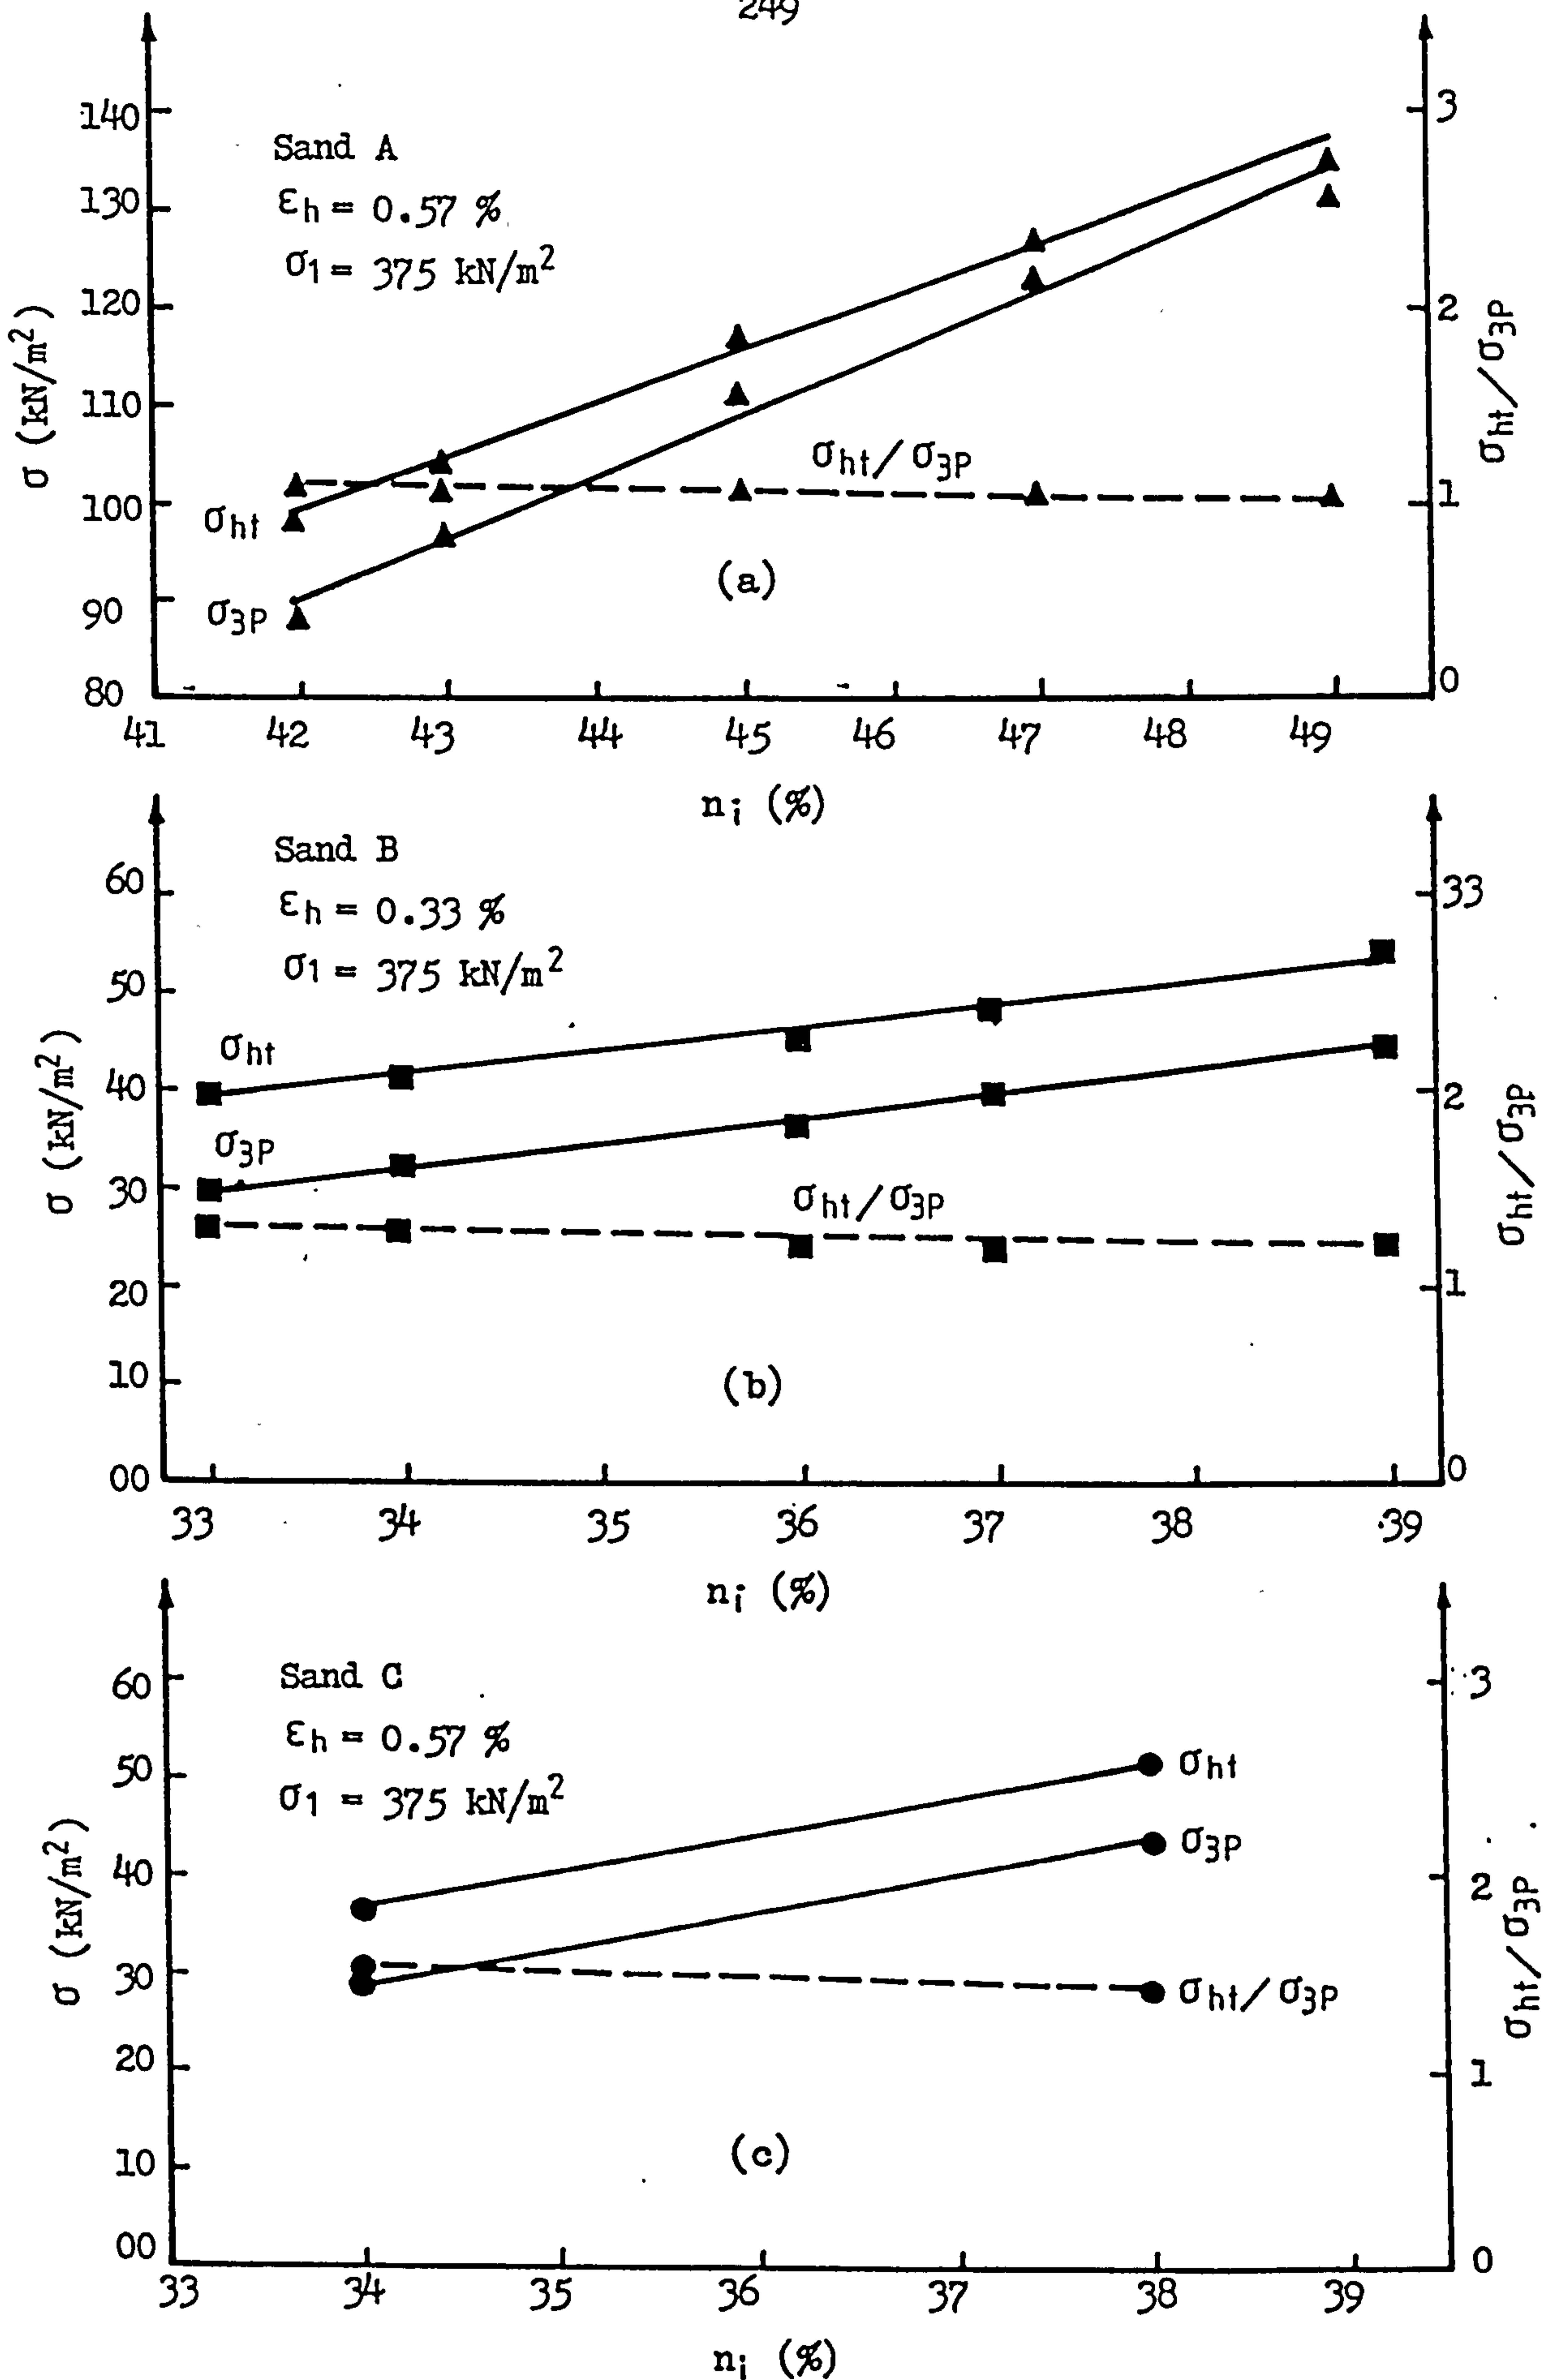 249
140
130
120
110
100
90
80
σ (kN/m²)
Sand A
εh = 0.57 %
σ1 = 375 kN/m²
σht
σ3P
σht/σ3P
(a)
3
2
1
0
σht/σ3P
41 42 43 44 45 46 47 48 49
ni (%)
60
50
40
30
20
10
00
σ (kN/m²)
Sand B
εh = 0.33 %
σ1 = 375 kN/m²
σht
σ3P
σht/σ3P
(b)
33
2
1
0
σht/σ3P
33 34 35 36 37 38 39
ni (%)
60
50
40
30
20
10
00
σ (kN/m²)
Sand C
εh = 0.57 %
σ1 = 375 kN/m²
σht
σ3P
σht/σ3P
(c)
3
2
1
0
σht/σ3P
33 34 35 36 37 38 39
ni (%)